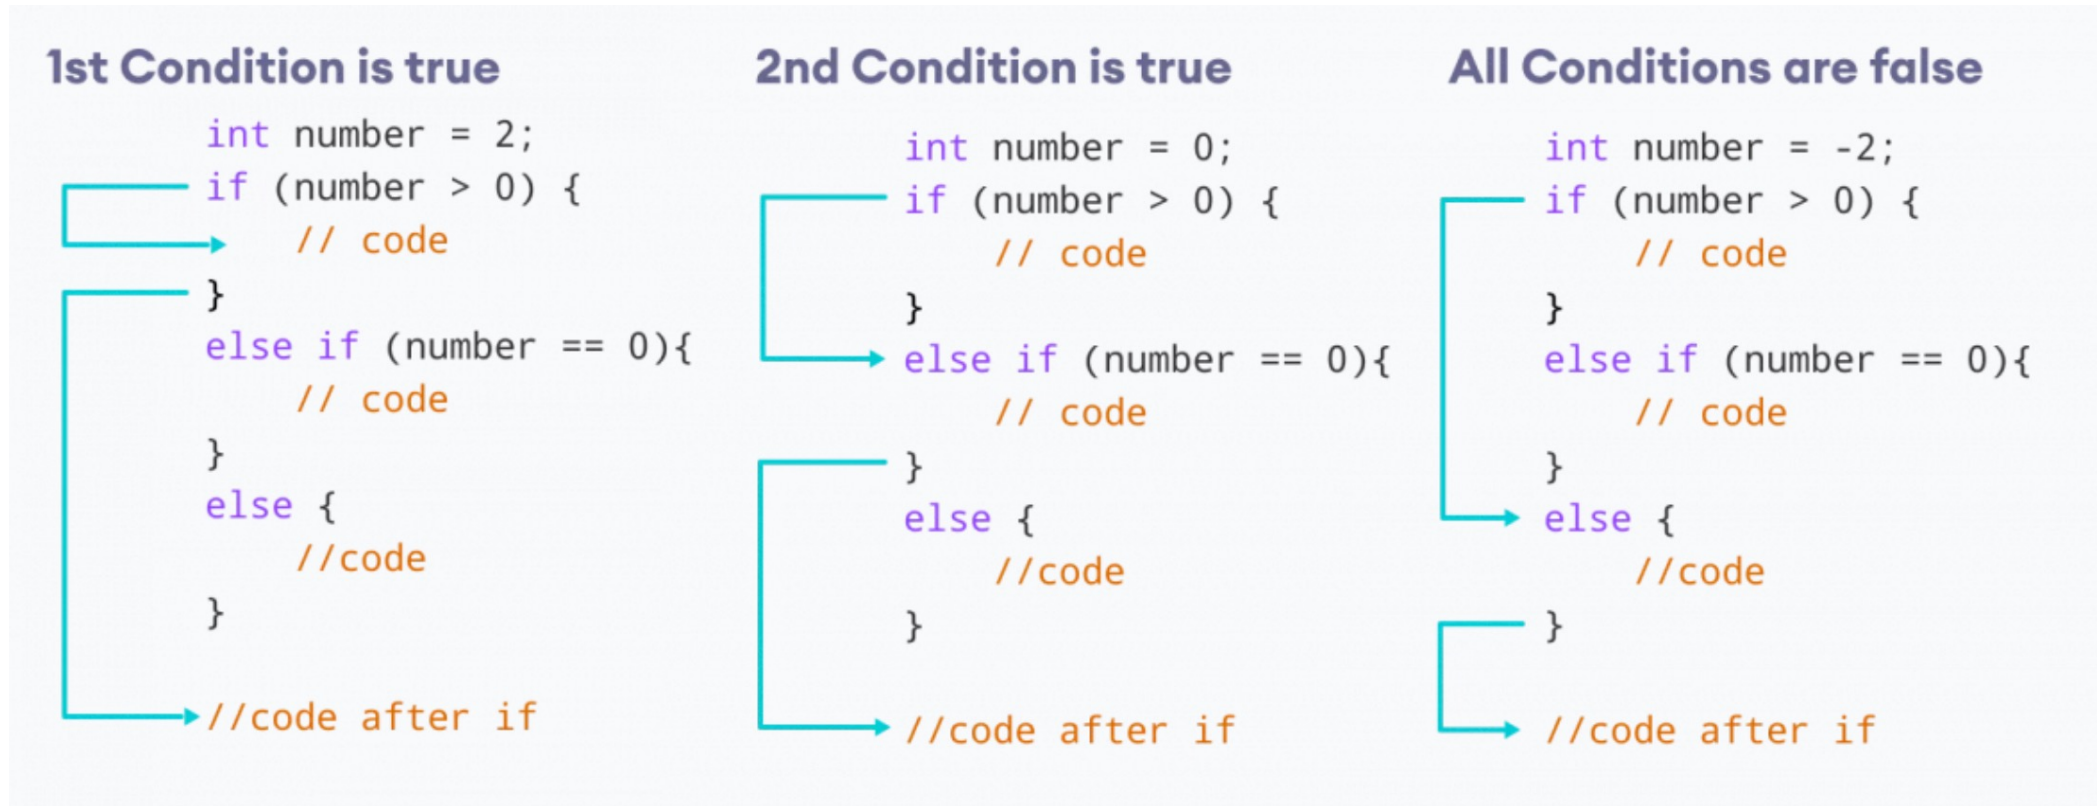 1st Condition is true
int number = 2;
if (number > 0) {
// code
}
else if (number == 0){
// code
}
else {
//code
}
//code after if
2nd Condition is true
int number = 0;
if (number > 0) {
// code
}
else if (number == 0){
// code
}
else {
//code
}
//code after if
All Conditions are false
int number = -2;
if (number > 0) {
// code
}
else if (number == 0){
// code
}
else {
//code
}
//code after if